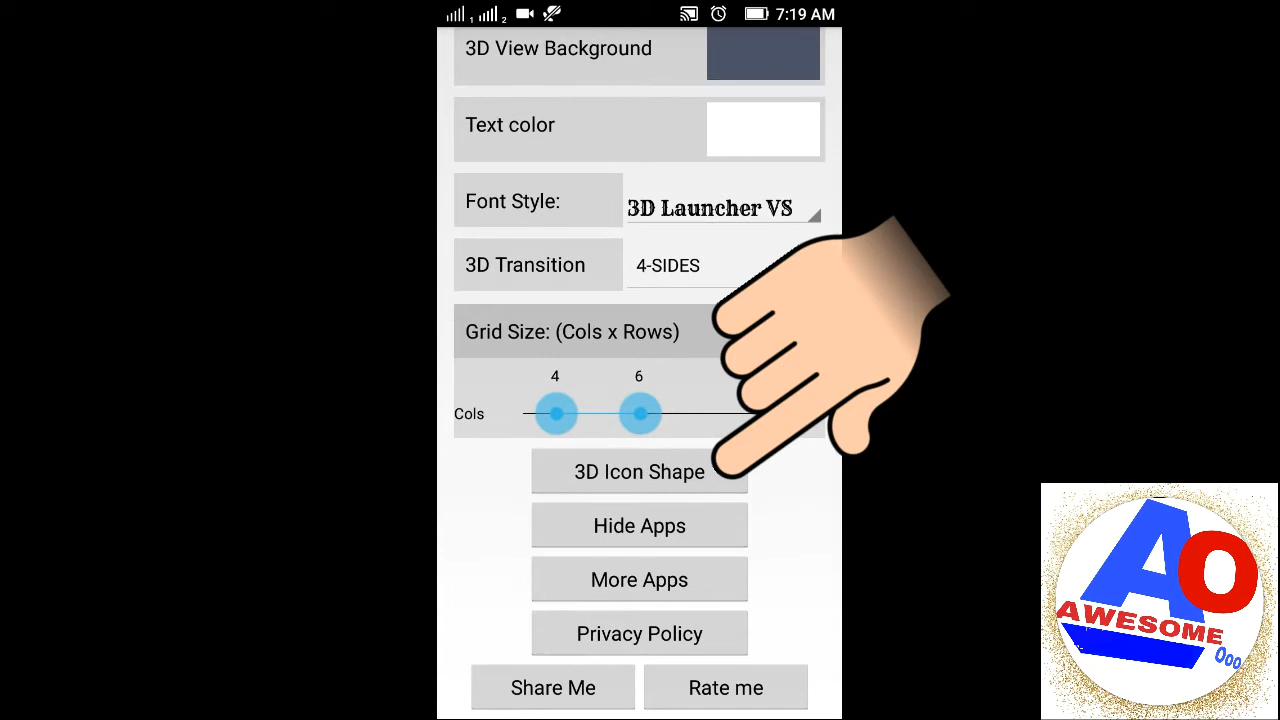 1 2 7:19 AM
3D View Background
Text color
Font Style: 3D Launcher VS
3D Transition 4-SIDES
Grid Size: (Cols x Rows)
4 6
Cols
3D Icon Shape
Hide Apps
More Apps
Privacy Policy
Share Me Rate me
AO
AWESOME
Ooo